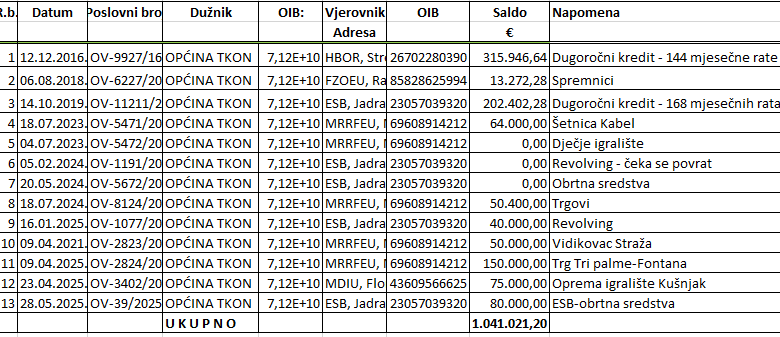 R.b. Datum Poslovni bro Dužnik OIB: Vjerovnik OIB Saldo Napomena
Adresa €
1 12.12.2016. OV-9927/16 OPĆINA TKON 7,12E+10 HBOR, Stro 26702280390 315.946,64 Dugoročni kredit - 144 mjesečne rate
2 06.08.2018. OV-6227/20 OPĆINA TKON 7,12E+10 FZOEU, Ra 85828625994 13.272,28 Spremnici
3 14.10.2019. OV-11211/2 OPĆINA TKON 7,12E+10 ESB, Jadra 23057039320 202.402,28 Dugoročni kredit - 168 mjesečnih rata
4 18.07.2023. OV-5471/20 OPĆINA TKON 7,12E+10 MRRFEU, 69608914212 64.000,00 Šetnica Kabel
5 04.07.2023. OV-5472/20 OPĆINA TKON 7,12E+10 MRRFEU, 69608914212 0,00 Dječje igralište
6 05.02.2024. OV-1191/20 OPĆINA TKON 7,12E+10 ESB, Jadra 23057039320 0,00 Revolving - čeka se povrat
7 20.05.2024. OV-5672/20 OPĆINA TKON 7,12E+10 ESB, Jadra 23057039320 0,00 Obrtna sredstva
8 18.07.2024. OV-8124/20 OPĆINA TKON 7,12E+10 MRRFEU, 69608914212 50.400,00 Trgovi
9 16.01.2025. OV-1077/20 OPĆINA TKON 7,12E+10 ESB, Jadra 23057039320 40.000,00 Revolving
10 09.04.2021. OV-2823/20 OPĆINA TKON 7,12E+10 MRRFEU, 69608914212 50.000,00 Vidikovac Straža
11 09.04.2025. OV-2824/20 OPĆINA TKON 7,12E+10 MRRFEU, 69608914212 150.000,00 Trg Tri palme-Fontana
12 23.04.2025. OV-3402/20 OPĆINA TKON 7,12E+10 MDIU, Flo 43609566625 75.000,00 Oprema igralište Kušnjak
13 28.05.2025. OV-39/2025 OPĆINA TKON 7,12E+10 ESB, Jadra 23057039320 80.000,00 ESB-obrtna sredstva
U K U P N O 1.041.021,20